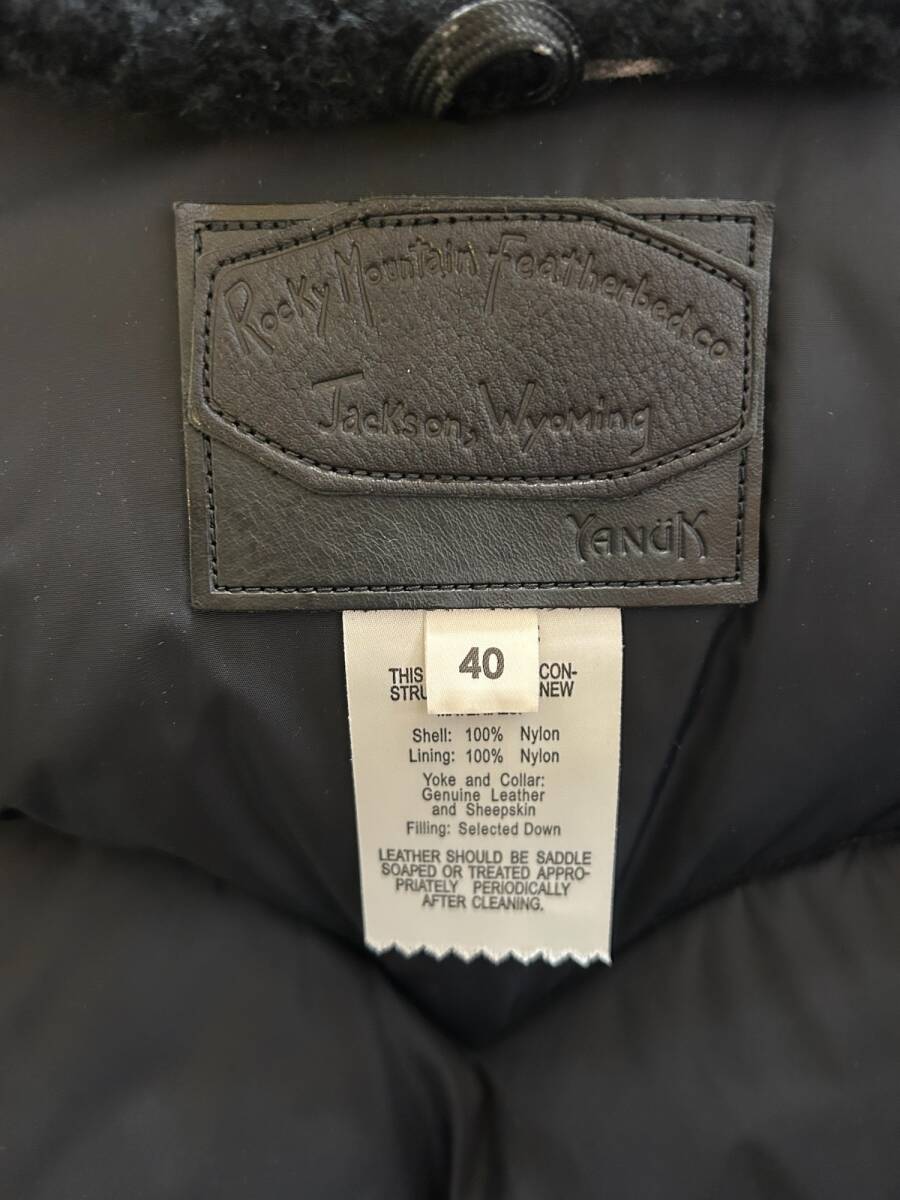 Rocky Mountain Featherbed co
Jackson, Wyoming
YANÜK
40
THIS CON-
STRU NEW
Shell: 100% Nylon
Lining: 100% Nylon
Yoke and Collar:
Genuine Leather
and Sheepskin
Filling: Selected Down
LEATHER SHOULD BE SADDLE
SOAPED OR TREATED APPRO-
PRIATELY PERIODICALLY
AFTER CLEANING.